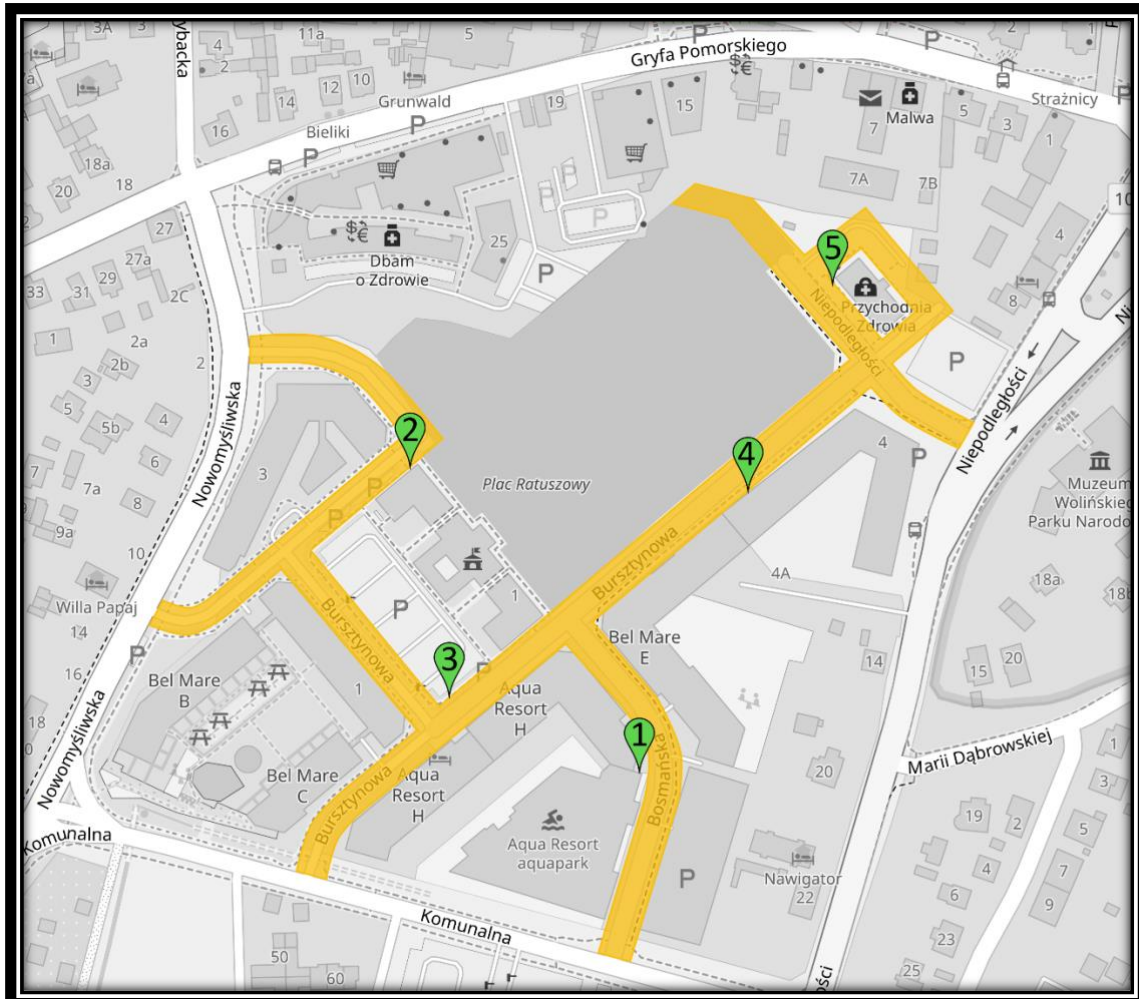 3A
3
11a
5
2
1
ybacka
4
2
12
10
14
Grunwald
16
Bieliki
P
P
P
Gryfa Pomorskiego
19
15
7
Malwa
5
3
1
Strażnicy
18a
18
20
7A
7B
10
27
27a
29
31
33
2C
Dbam
o Zdrowie
25
P
P
P
P
5
Przychodnia
Zdrowia
Niepodległości
4
8
P
1
2a
2b
2
3
5
5b
4
6
7
7a
8
9a
10
Nowomyśliwska
3
2
P
P
Plac Ratuszowy
4
4
P
Niepodległości
Muzeum
Wolińskie
Parku Narodow
Willa Papaj
14
16
P
Bursztynowa
P
1
Bursztynowa
4A
18a
18b
3
P
Bel Mare
E
14
15
20
Bel Mare
B
1
Aqua
Resort
H
1
18
Nowomyśliwska
Bel Mare
C
Bursztynowa
Aqua
Resort
H
Bosmańska
20
Marii Dąbrowskiej
1
3
Komunalna
Aqua Resort
aquapark
P
Nawigator
22
19
2
5
4
7
6
9
Komunalna
23
25
50
60
ości